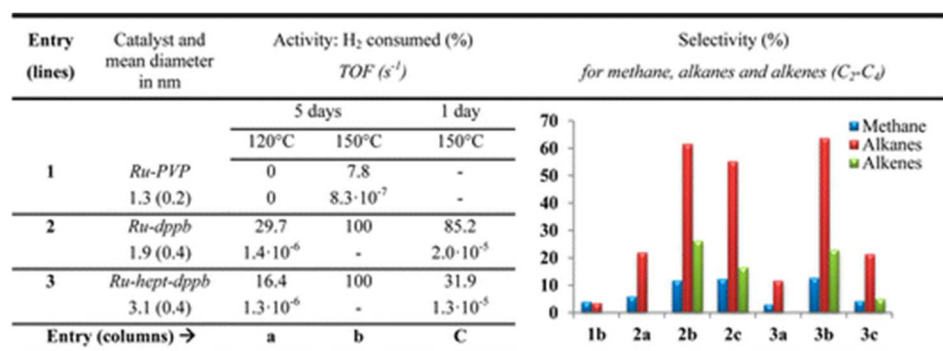 Entry (lines) Catalyst and mean diameter in nm Activity: H₂ consumed (%) TOF (s⁻¹) Selectivity (%) for methane, alkanes and alkenes (C₂-C₄)
5 days 1 day
120°C 150°C 150°C
1 Ru-PVP 0 7.8 -
1.3 (0.2) 0 8.3·10⁻⁷ -
2 Ru-dppb 29.7 100 85.2
1.9 (0.4) 1.4·10⁻⁶ - 2.0·10⁻⁵
3 Ru-hept-dppb 16.4 100 31.9
3.1 (0.4) 1.3·10⁻⁶ - 1.3·10⁻⁵
Entry (columns) → a b C
70
60
50
40
30
20
10
0
Methane
Alkanes
Alkenes
1b 2a 2b 2c 3a 3b 3c